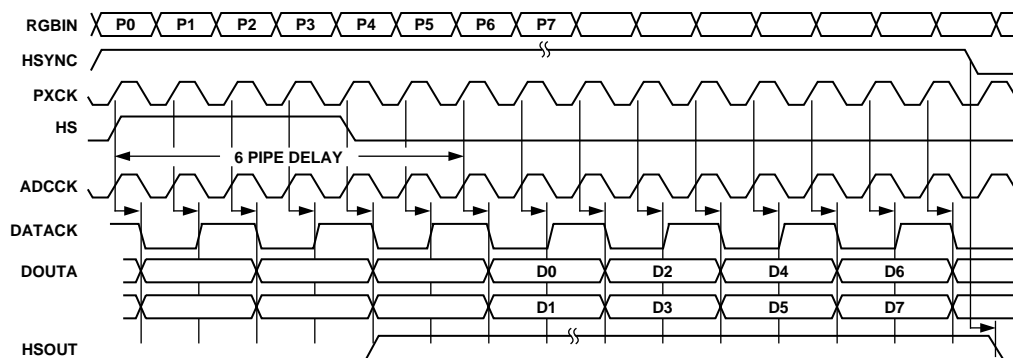 RGBIN P0 P1 P2 P3 P4 P5 P6 P7
HSYNC
PXCK
HS
6 PIPE DELAY
ADCCK
DATACK
DOUTA D0 D2 D4 D6
D1 D3 D5 D7
HSOUT